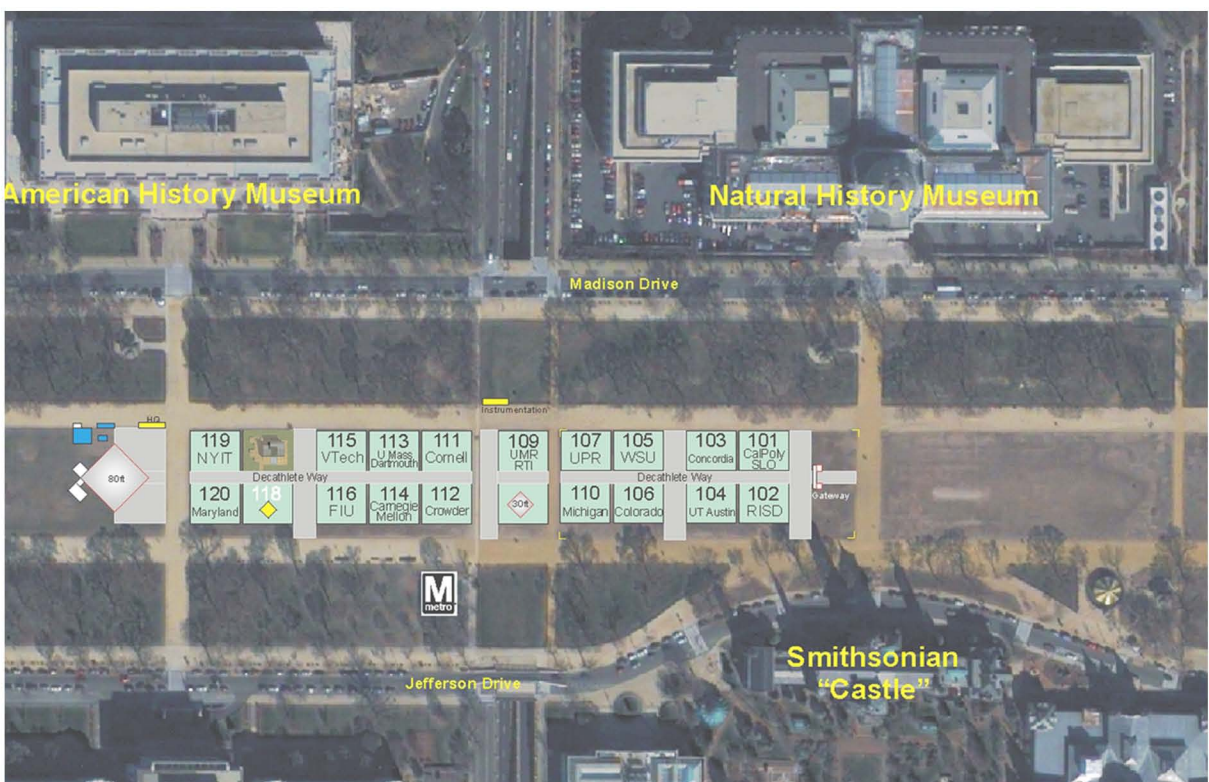 American History Museum
Natural History Museum
Madison Drive
Instrumentation
HQ
119
NYIT
115
VTech
113
U Mass
Dartmouth
111
Cornell
109
UMR
RTI
107
UPR
105
WSU
103
Concordia
101
CalPoly
SLO
80ft
Decathlete Way
Decathlete Way
Gateway
120
Maryland
118
116
FIU
114
Carnegie
Mellon
112
Crowder
30ft
110
Michigan
106
Colorado
104
UT Austin
102
RISD
M
metro
Smithsonian
“Castle”
Jefferson Drive